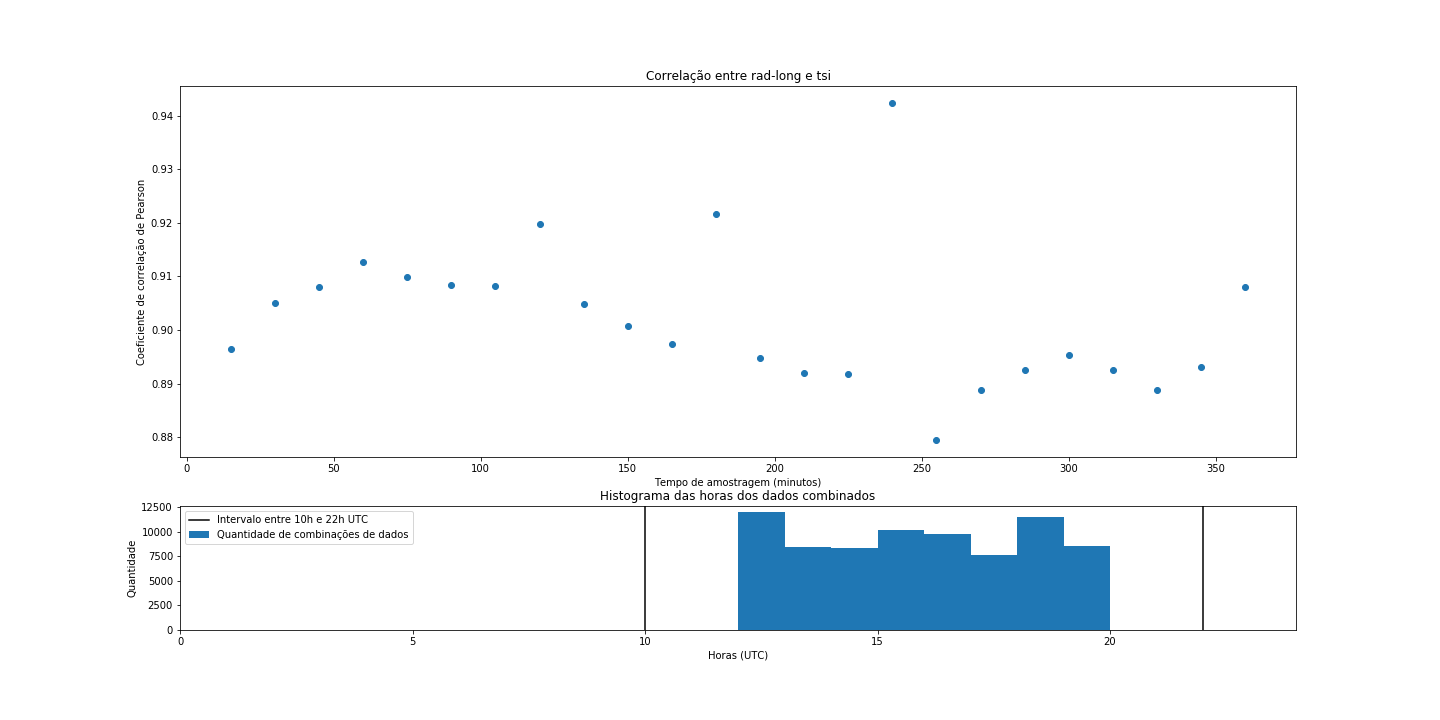 Correlação entre rad-long e tsi
Coeficiente de correlação de Pearson
0.94
0.93
0.92
0.91
0.90
0.89
0.88
0 50 100 150 200 250 300 350
Tempo de amostragem (minutos)
Histograma das horas dos dados combinados
Quantidade
12500
10000
7500
5000
2500
0
Intervalo entre 10h e 22h UTC
Quantidade de combinações de dados
0 5 10 15 20
Horas (UTC)